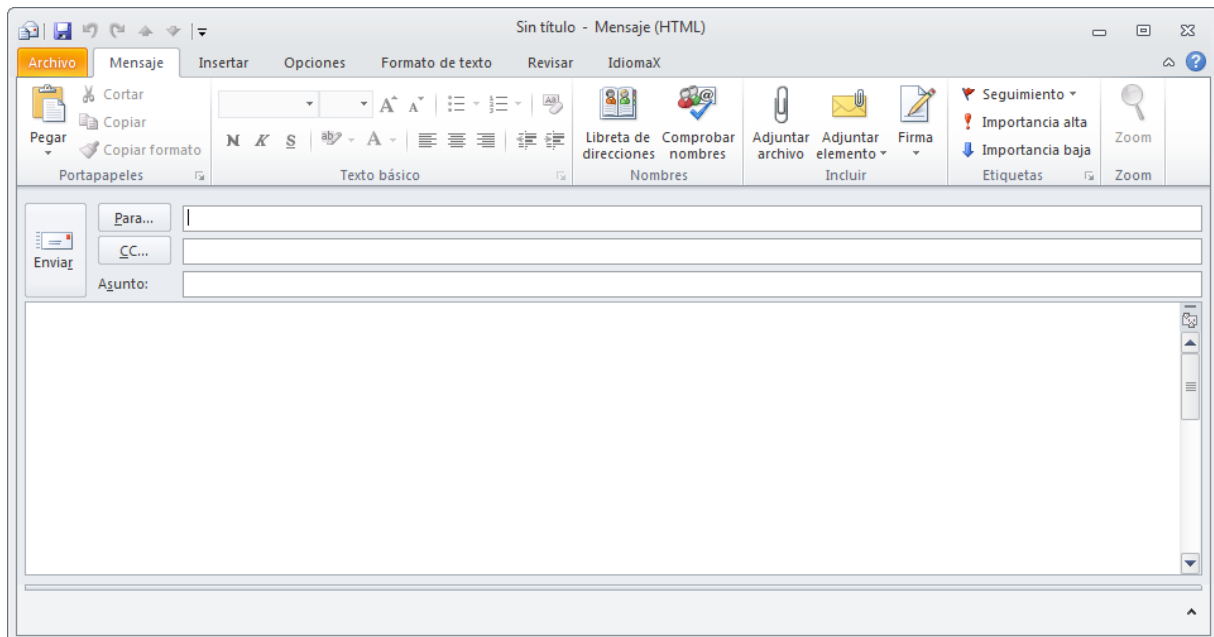 Sin título - Mensaje (HTML)
Archivo Mensaje Insertar Opciones Formato de texto Revisar IdiomaX
Pegar
Cortar
Copiar
Copiar formato
Portapapeles
N K S
Texto básico
Libreta de direcciones
Comprobar nombres
Nombres
Adjuntar archivo
Adjuntar elemento
Firma
Incluir
Seguimiento
Importancia alta
Importancia baja
Etiquetas
Zoom
Zoom
Enviar
Para...
CC...
Asunto: